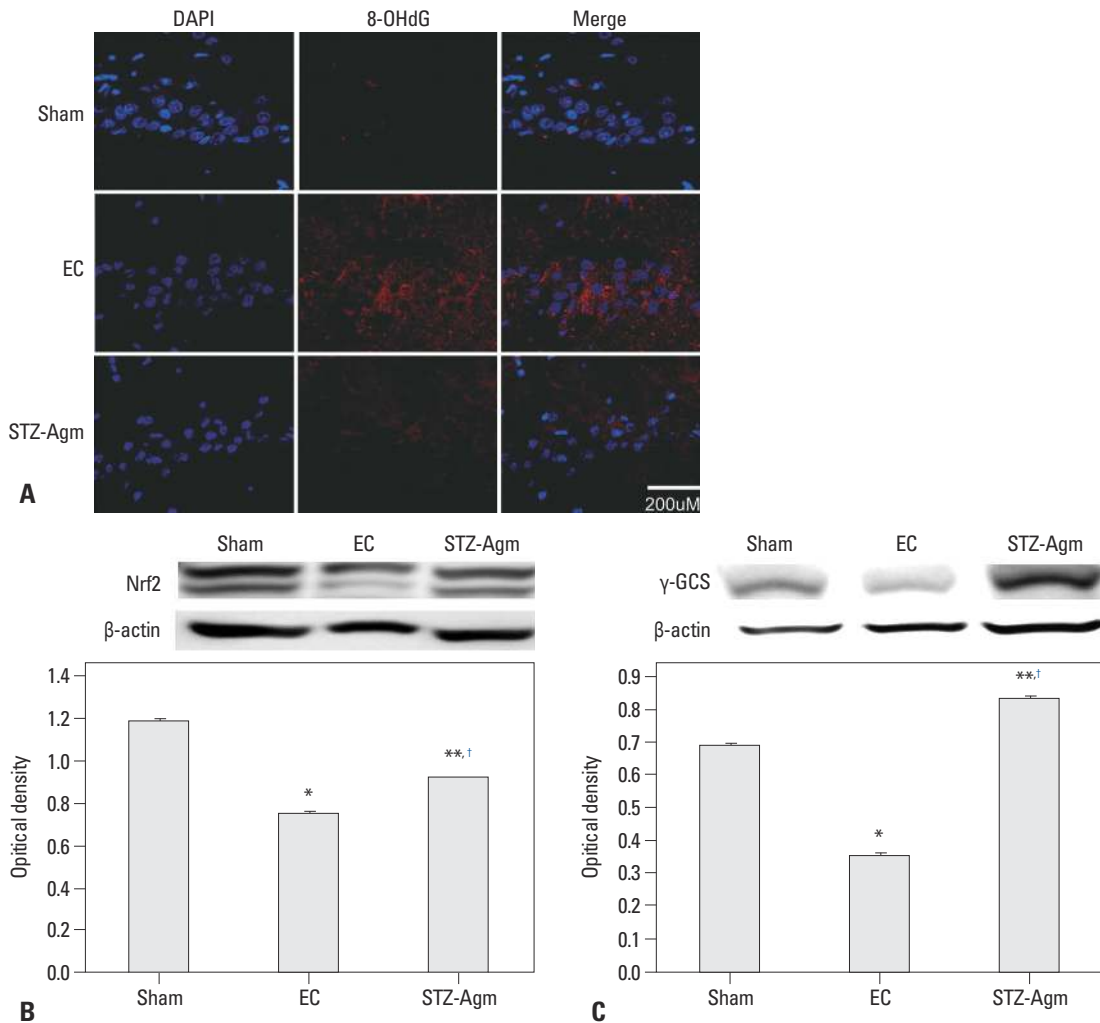 DAPI 8-OHdG Merge
Sham
EC
STZ-Agm
200uM
A
Sham EC STZ-Agm
Nrf2
β-actin
1.4
1.2
1.0
0.8
0.6
0.4
0.2
0.0
Opitical density
*
**,†
Sham EC STZ-Agm
B
Sham EC STZ-Agm
γ-GCS
β-actin
0.9
0.8
0.7
0.6
0.5
0.4
0.3
0.2
0.1
0.0
Opitical density
*
**,†
Sham EC STZ-Agm
C